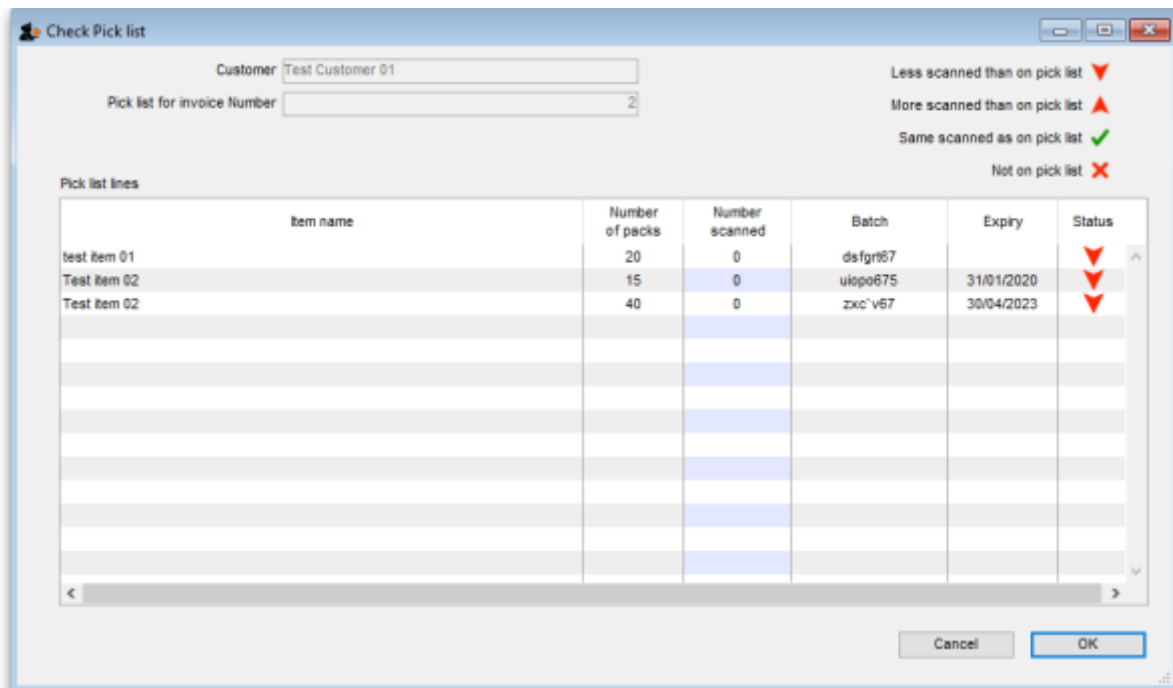 Check Pick list
Customer Test Customer 01
Pick list for invoice Number 2
Less scanned than on pick list
More scanned than on pick list
Same scanned as on pick list
Not on pick list
Pick list lines
Item name Number of packs Number scanned Batch Expiry Status
test item 01 20 0 dsfgrt67
Test item 02 15 0 uiopo675 31/01/2020
Test item 02 40 0 zxc`v67 30/04/2023
Cancel OK